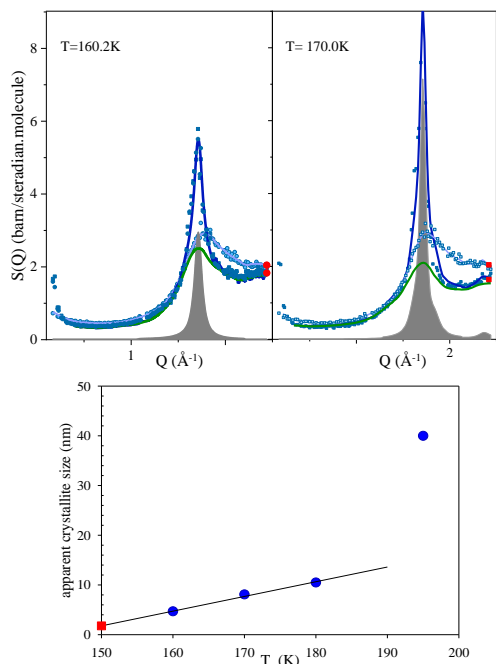 T=160.2K
T= 170.0K
S(Q) (barn/steradian.molecule)
8
6
4
2
0
1
2
Q (Å-1)
Q (Å-1)
apparent crystallite size (nm)
50
40
30
20
10
0
150
160
170
180
190
200
T (K)